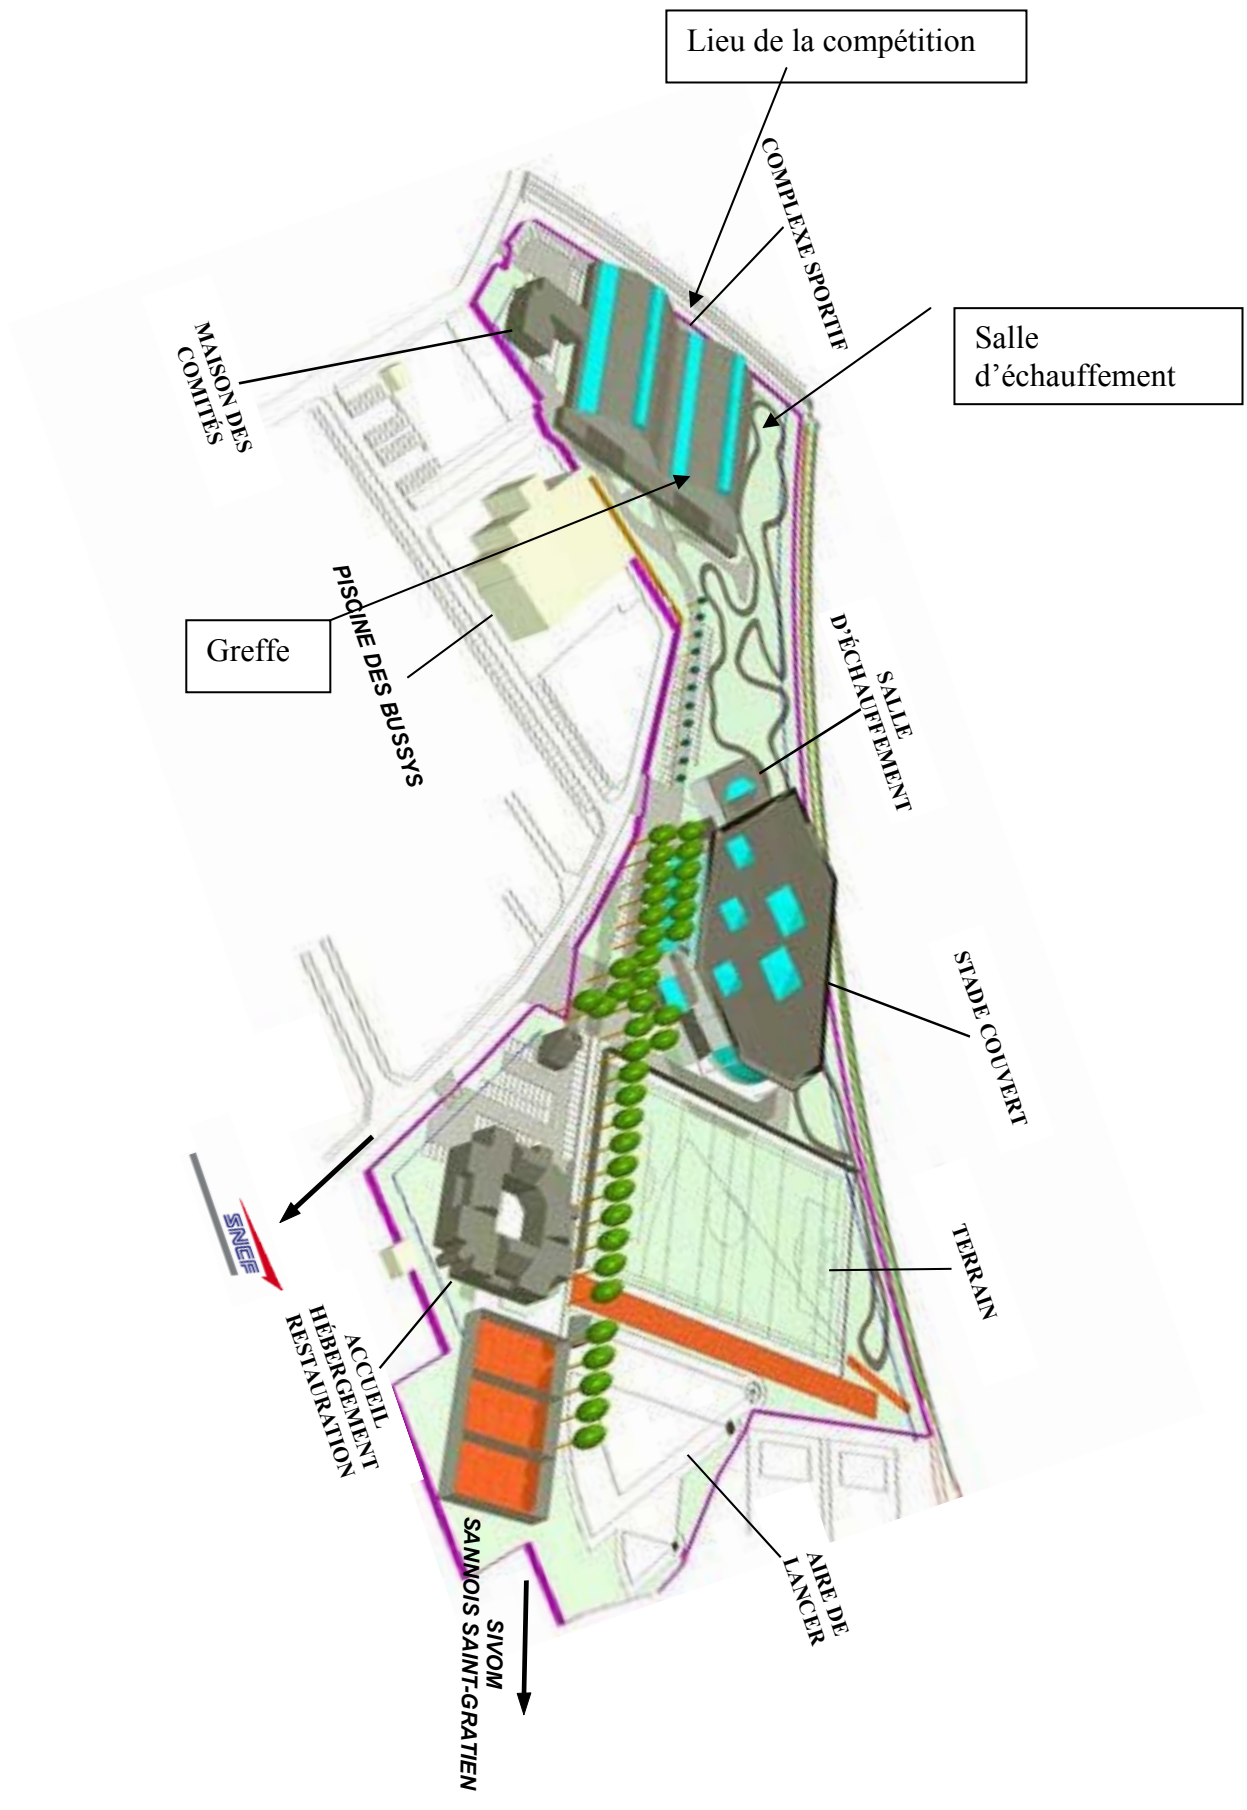 Lieu de la compétition
COMPLEXE SPORTIF
Salle
d’échauffement
MAISON DES
COMITÉS
PISCINE DES BUSSYS
Greffe
SALLE
D’ÉCHAUFFEMENT
STADE COUVERT
TERRAIN
SNCF
ACCUEIL
HÉBERGEMENT
RESTAURATION
AIRE DE
LANCER
SIVOM
SANNOIS SAINT-GRATIEN